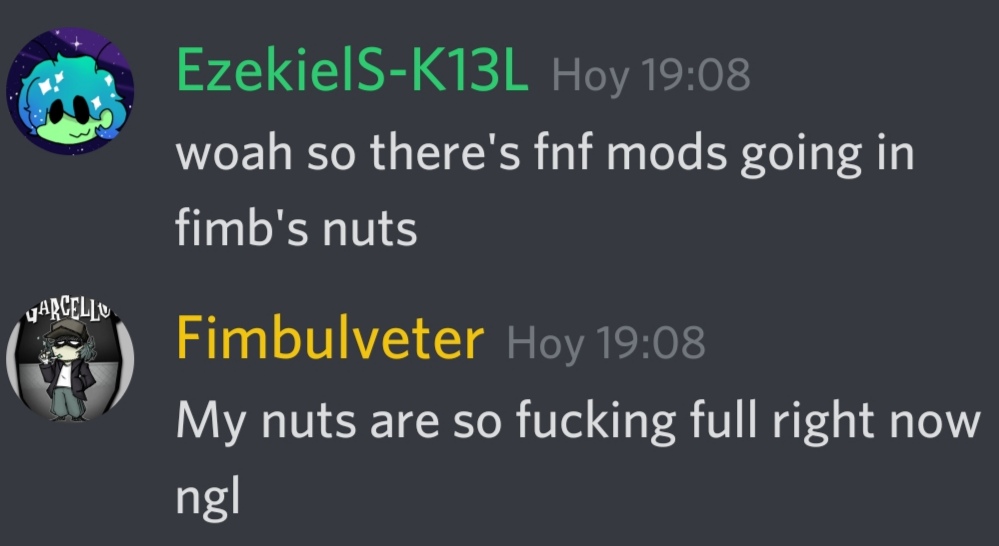 EzekielS-K13L Hoy 19:08
woah so there's fnf mods going in
fimb's nuts
GARCELLO
Fimbulveter Hoy 19:08
My nuts are so fucking full right now
ngl